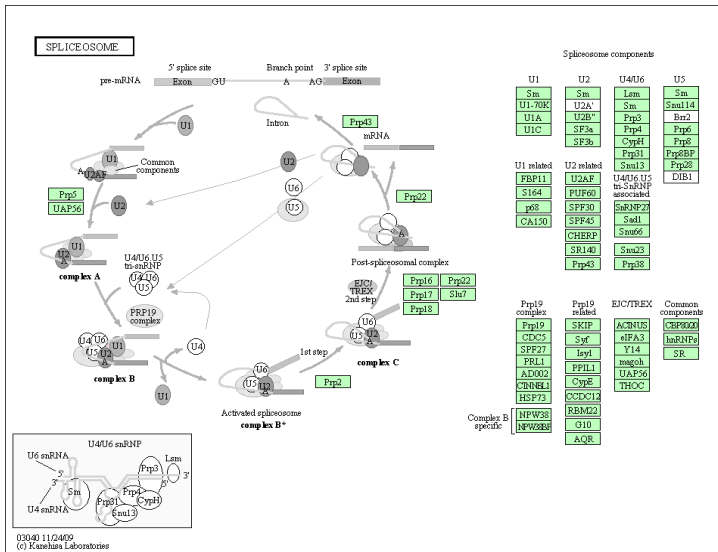 SPLICEOSOME
5' splice site
Branch point
3' splice site
pre-mRNA
Exon
GU
A
AG
Exon
Intron
Prp43
mRNA
U1
U1
A
U2AF
Common
components
Prp5
UAP56
U2
U2
U6
U5
Prp22
U1
U2
A
complex A
U4/U6.U5
tri-snRNP
U4
U6
U5
PRP19
complex
A
Post-spliceosomal complex
EJC/
TREX
2nd step
Prp16
Prp22
Prp17
Slu7
Prp18
U4
U6
U5
U1
U2
A
complex B
U4
U1
U6
U5
U2
A
complex C
1st step
U6
U5
U2
A
Prp2
Activated spliceosome
complex B*
U4/U6 snRNP
U6 snRNA
5'
3'
U4 snRNA
Sm
Prp31
Snu13
Prp4
CypH
Prp3
Lsm
5'
3'
03040 11/24/09
(c) Kanehisa Laboratories
Spliceosome components
U1
Sm
U1-70K
U1A
U1C
U2
Sm
U2A'
U2B"
SF3a
SF3b
U4/U6
Lsm
Sm
Prp3
Prp4
CypH
Prp31
Snu13
U5
Sm
Snu114
Brr2
Prp6
Prp8
Prp8BP
Prp28
DIB1
U1 related
FBP11
S164
p68
CA150
U2 related
U2AF
PUF60
SPF30
SPF45
CHERP
SR140
Prp43
U4/U6.U5
tri-SnRNP
associated
SnRNP27
Sad1
Snu66
Snu23
Prp38
Prp19
complex
Prp19
CDC5
SPF27
PRL1
AD002
CTNNBL1
HSP73
Complex B
specific
NPW38
NPW38BP
Prp19
related
SKIP
Syf
Isy1
PPIL1
CypE
CCDC12
RBM22
G10
AQR
EJC/TREX
ACINUS
eIFA3
Y14
magoh
UAP56
THOC
Common
components
CBP80/20
hnRNPs
SR